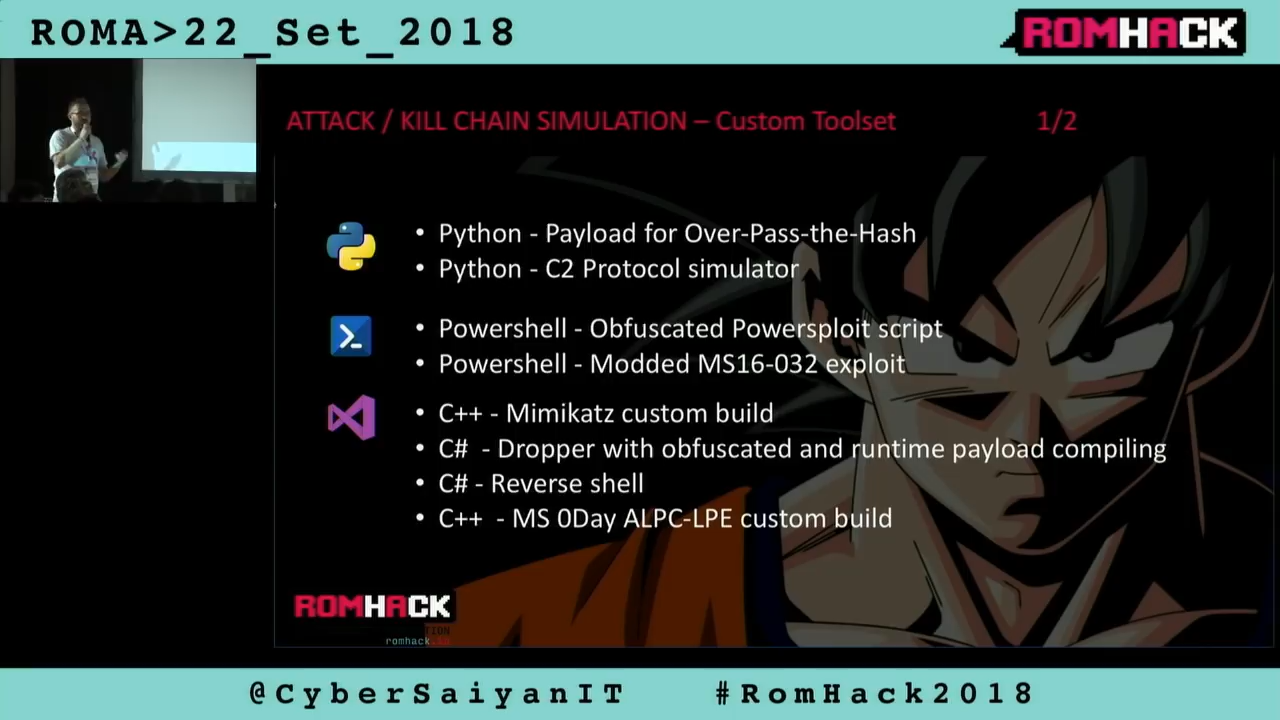 ROMA>22_Set_2018
ROMHACK
ATTACK / KILL CHAIN SIMULATION – Custom Toolset 1/2
• Python - Payload for Over-Pass-the-Hash
• Python - C2 Protocol simulator
• Powershell - Obfuscated Powersploit script
• Powershell - Modded MS16-032 exploit
• C++ - Mimikatz custom build
• C# - Dropper with obfuscated and runtime payload compiling
• C# - Reverse shell
• C++ - MS 0Day ALPC-LPE custom build
ROMHACK
@CyberSaiyanIT #RomHack2018